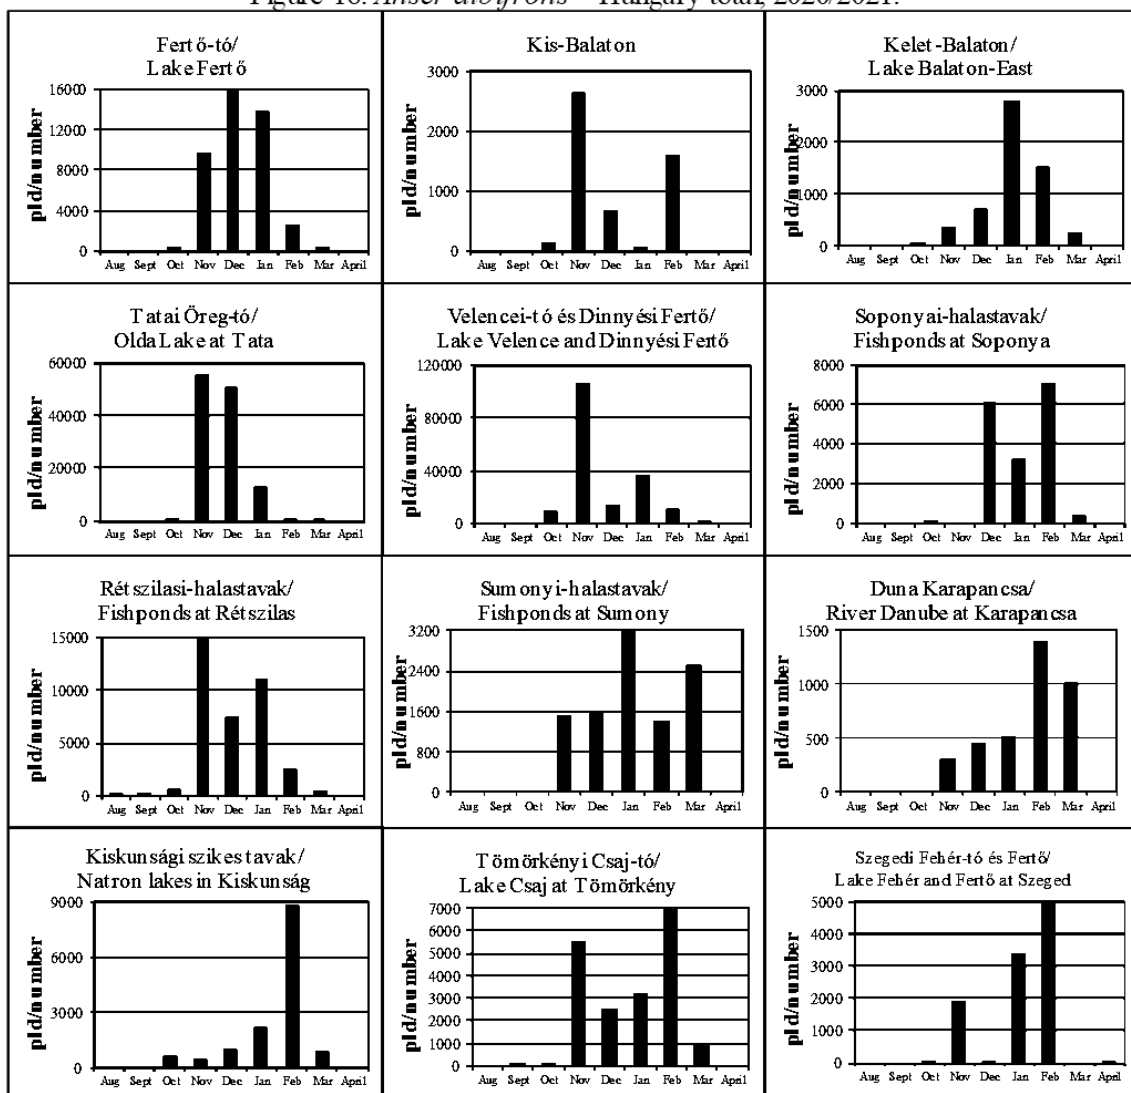 Figure 16. Anser albifrons – Hungary total, 2020/2021.
Fertő-tó/
Lake Fertő
pld/number
16000
12000
8000
4000
0
Aug Sept Oct Nov Dec Jan Feb Mar April
Kis-Balaton
3000
2000
1000
0
Aug Sept Oct Nov Dec Jan Feb Mar April
Kelet-Balaton/
Lake Balaton-East
pld/number
3000
2000
1000
0
Aug Sept Oct Nov Dec Jan Feb Mar April
Tatai Öreg-tó/
Olda Lake at Tata
pld/number
60000
40000
20000
0
Aug Sept Oct Nov Dec Jan Feb Mar April
Velencei-tó és Dinnyési Fertő/
Lake Velence and Dinnyési Fertő
pld/number
120000
80000
40000
0
Aug Sept Oct Nov Dec Jan Feb Mar April
Soponyai-halastavak/
Fishponds at Soponya
pld/number
8000
6000
4000
2000
0
Aug Sept Oct Nov Dec Jan Feb Mar April
Rétszilasi-halastavak/
Fishponds at Rétszilas
pld/number
15000
10000
5000
0
Aug Sept Oct Nov Dec Jan Feb Mar April
Sumonyi-halastavak/
Fishponds at Sumony
pld/number
3200
2400
1600
800
0
Aug Sept Oct Nov Dec Jan Feb Mar April
Duna Karapancsa/
River Danube at Karapancsa
pld/number
1500
1000
500
0
Aug Sept Oct Nov Dec Jan Feb Mar April
Kiskunsági szikes tavak/
Natron lakes in Kiskunság
pld/number
9000
6000
3000
0
Aug Sept Oct Nov Dec Jan Feb Mar April
Tömörkényi Csaj-tó/
Lake Csaj at Tömörkény
pld/number
7000
6000
5000
4000
3000
2000
1000
0
Aug Sept Oct Nov Dec Jan Feb Mar April
Szegedi Fehér-tó és Fertő/
Lake Fehér and Fertő at Szeged
pld/number
5000
4000
3000
2000
1000
0
Aug Sept Oct Nov Dec Jan Feb Mar April